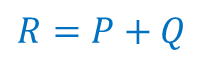 R = P + Q